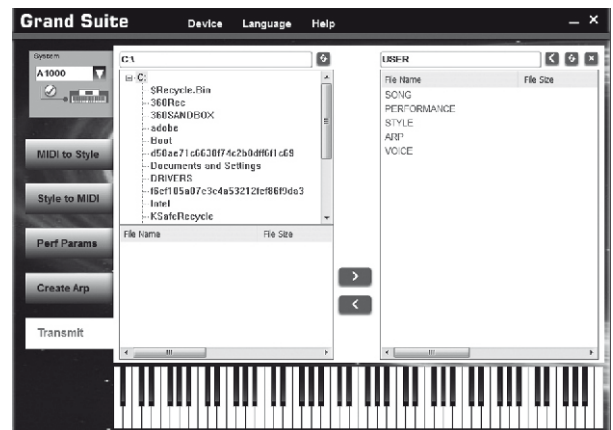 Grand Suite
Device Language Help
System
A1000
MIDI to Style
Style to MIDI
Perf Params
Create Arp
Transmit
C:\
C:
$Recycle.Bin
360Rec
360SANDBOX
adobe
Boot
Documents and Settings
DRIVERS
Intel
KSafeRecycle
File Name File Size
USER
File Name File Size
SONG
PERFORMANCE
STYLE
ARP
VOICE